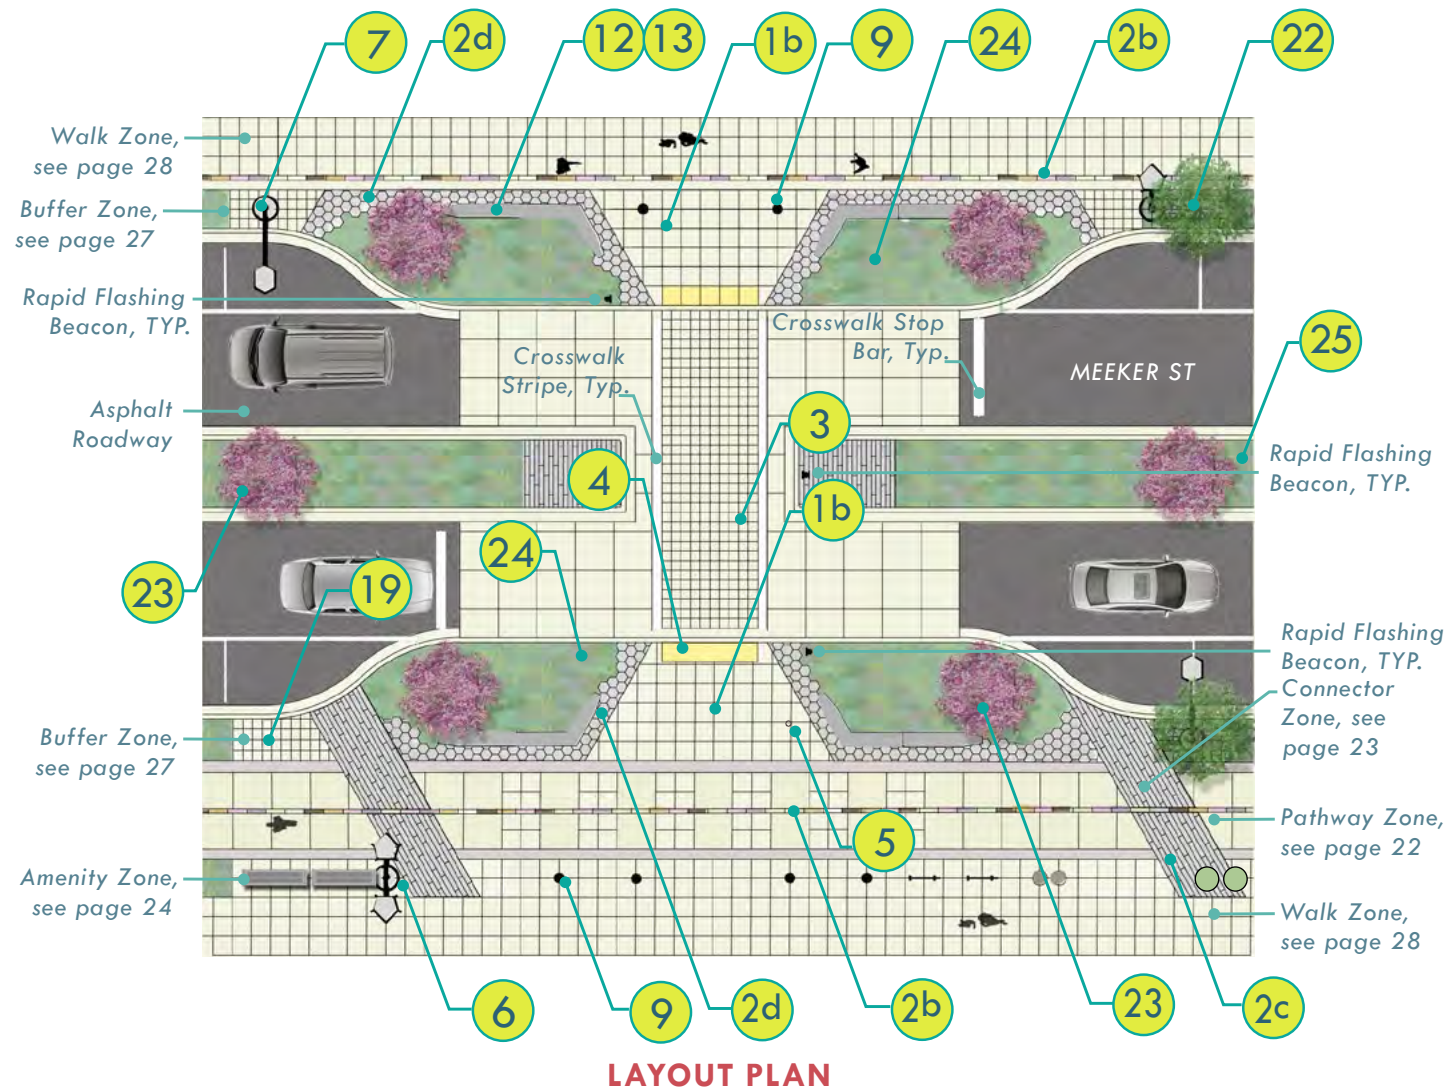 7
2d
12
13
1b
9
24
2b
22
Walk Zone,
see page 28
Buffer Zone,
see page 27
Rapid Flashing
Beacon, TYP.
Crosswalk
Stripe, Typ.
Crosswalk Stop
Bar, Typ.
MEEKER ST
25
Asphalt
Roadway
3
Rapid Flashing
Beacon, TYP.
4
1b
24
23
19
Rapid Flashing
Beacon, TYP.
Connector
Zone, see
page 23
Buffer Zone,
see page 27
5
Pathway Zone,
see page 22
Amenity Zone,
see page 24
Walk Zone,
see page 28
6
9
2d
2b
23
2c
LAYOUT PLAN